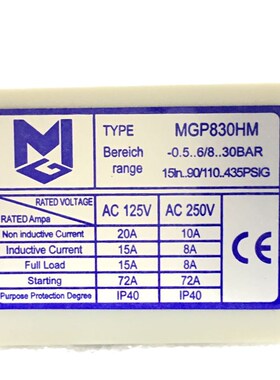 MG
TYPE MGP830HM
Bereich -0.5..6/8..30BAR
range 15In..90/110..435PSIG
RATED VOLTAGE AC 125V AC 250V
RATED Ampa
Non inductive Current 20A 10A
Inductive Current 15A 8A
Full Load 15A 8A
Starting 72A 72A
Purpose Protection Degree IP40 IP40
CE